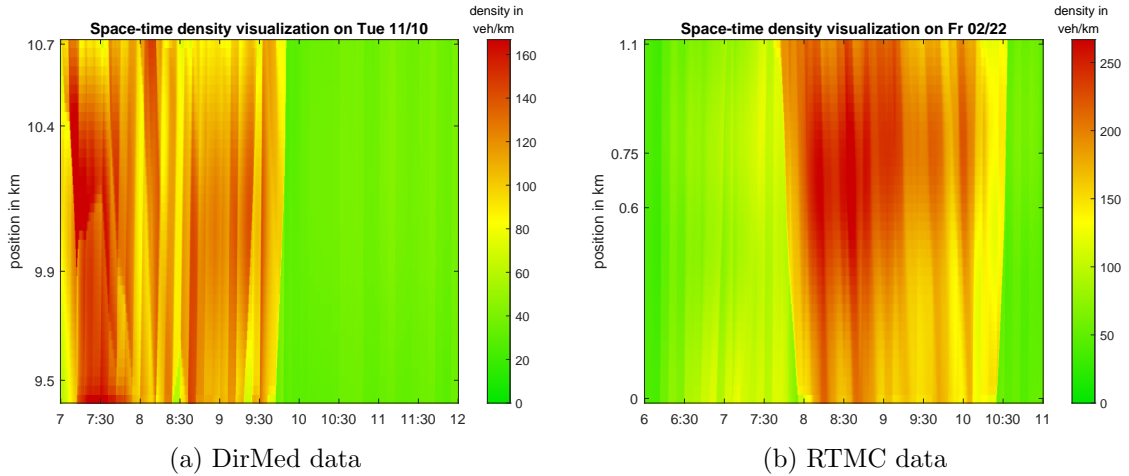 density in
veh/km
Space-time density visualization on Tue 11/10
10.7
10.4
9.9
9.5
position in km
7 7:30 8 8:30 9 9:30 10 10:30 11 11:30 12
160
140
120
100
80
60
40
20
0
(a) DirMed data
density in
veh/km
Space-time density visualization on Fr 02/22
1.1
0.75
0.6
0
position in km
6 6:30 7 7:30 8 8:30 9 9:30 10 10:30 11
250
200
150
100
50
0
(b) RTMC data